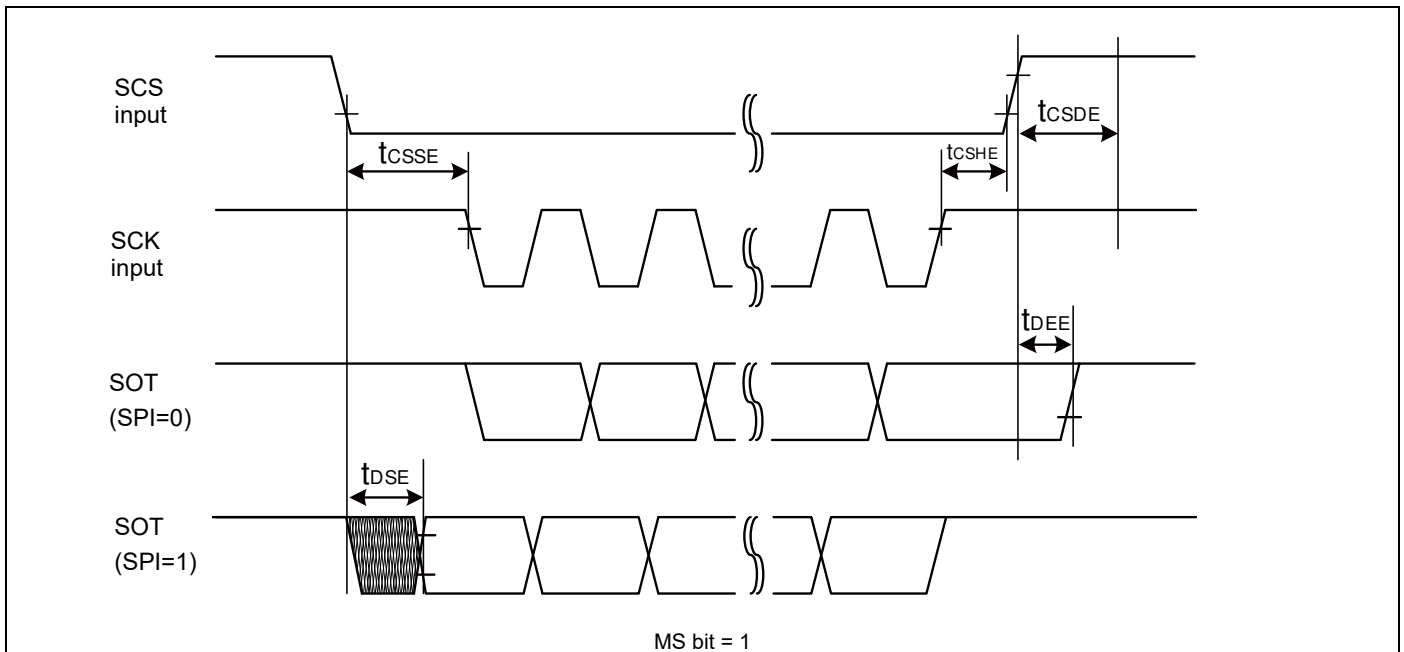 SCS
input
tCSDE
tCSSE
tCSHE
SCK
input
tDEE
SOT
(SPI=0)
tDSE
SOT
(SPI=1)
MS bit = 1